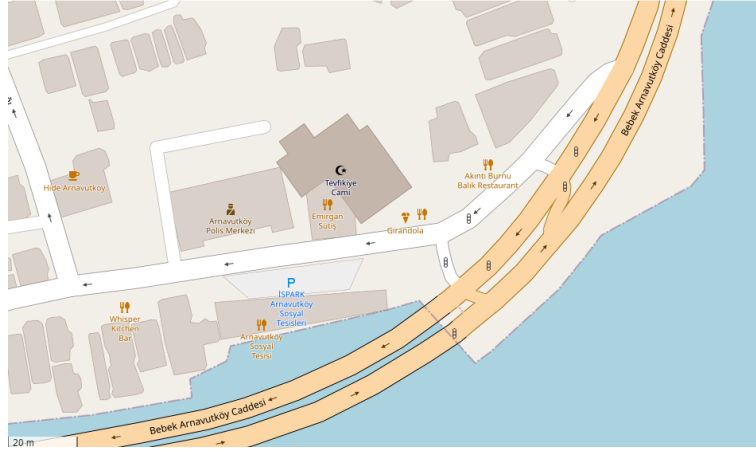 Bebek Arnavutköy Caddesi
Tevfikiye
Cami
Akıntı Burnu
Balık Restaurant
Hide Arnavutköy
Emirgan
Sütiş
Arnavutköy
Polis Merkezi
Girandola
P
İSPARK
Arnavutköy
Sosyal
Tesisleri
Whisper
Kitchen
Bar
Arnavutköy
Sosyal
Tesisi
Bebek Arnavutköy Caddesi
20 m